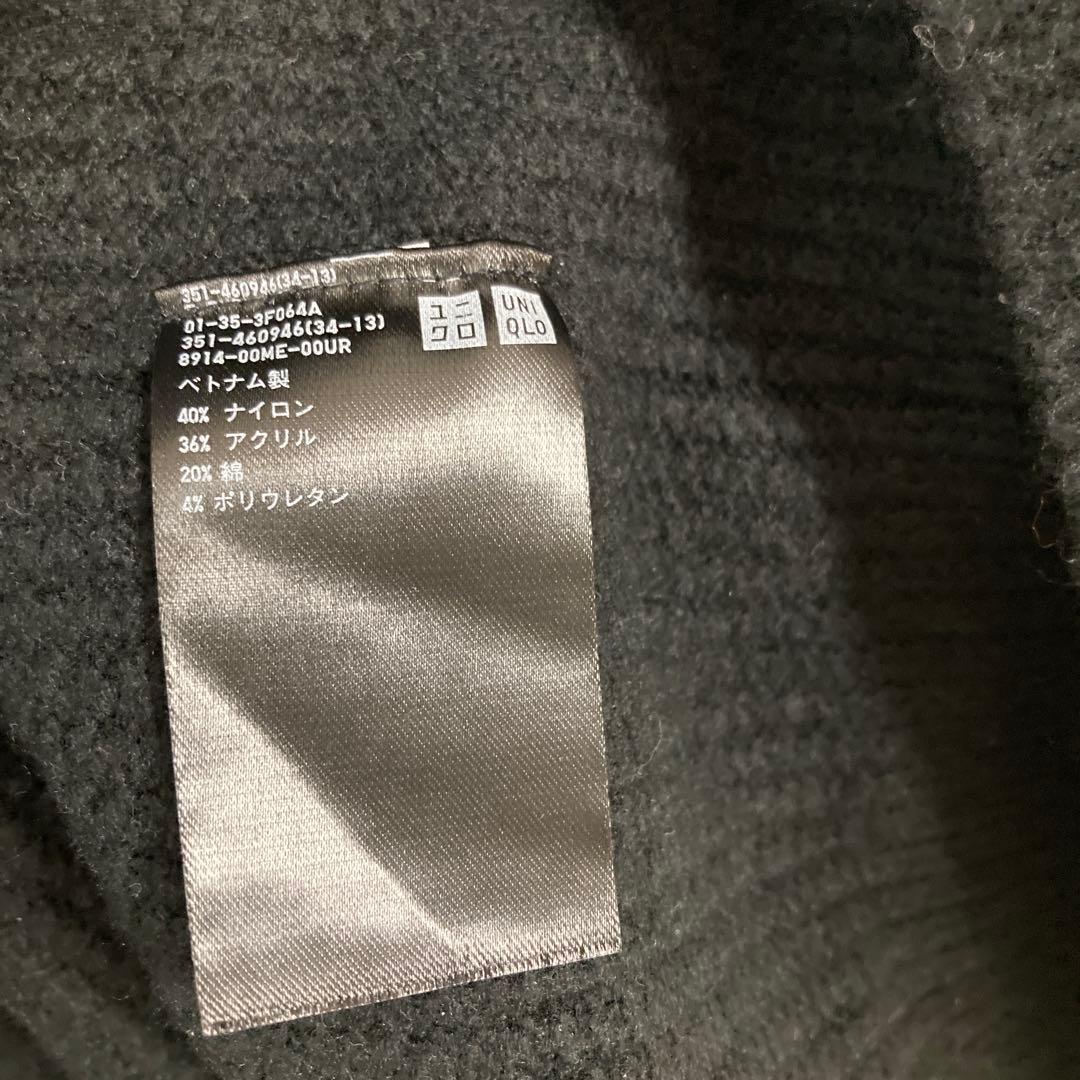 351-460946(34-13)
01-35-3F064A
351-460946(34-13)
8914-00ME-00UR
ユニ
クロ
UNI
QLO
ベトナム製
40% ナイロン
36% アクリル
20% 綿
4% ポリウレタン